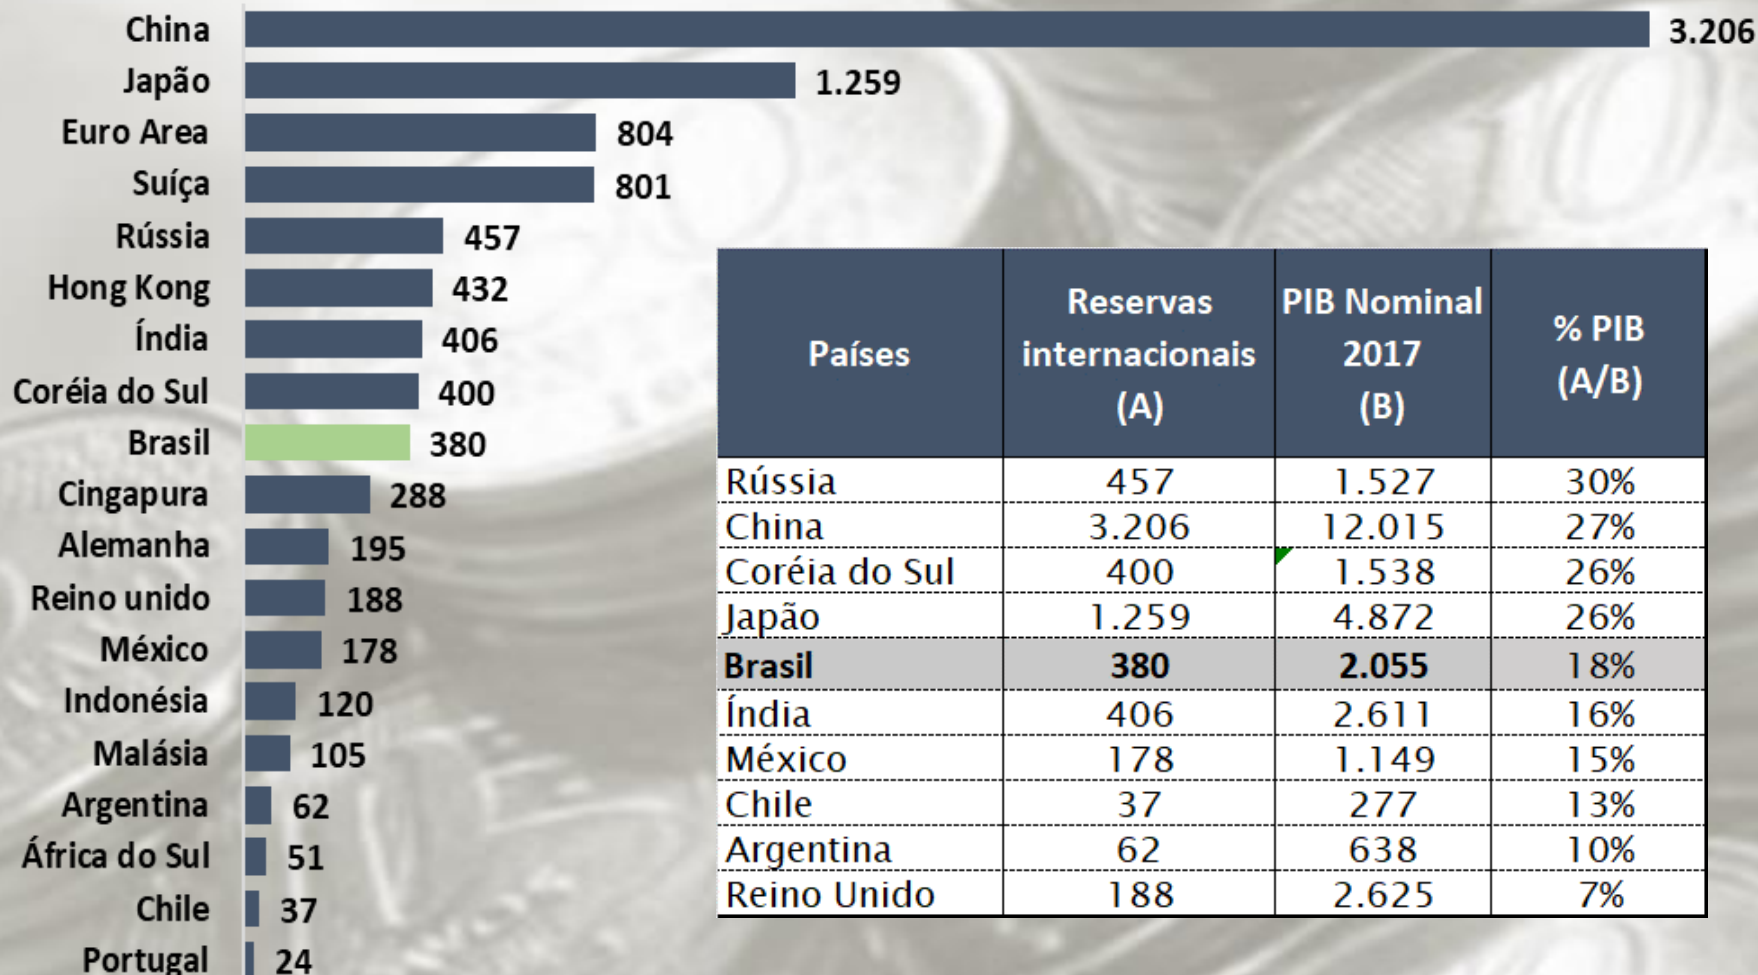 China 3.206
Japão 1.259
Euro Area 804
Suíça 801
Rússia 457
Hong Kong 432
Índia 406
Coréia do Sul 400
Brasil 380
Cingapura 288
Alemanha 195
Reino unido 188
México 178
Indonésia 120
Malásia 105
Argentina 62
África do Sul 51
Chile 37
Portugal 24
Países
Reservas
internacionais
(A)
PIB Nominal
2017
(B)
% PIB
(A/B)
Rússia 457 1.527 30%
China 3.206 12.015 27%
Coréia do Sul 400 1.538 26%
Japão 1.259 4.872 26%
Brasil 380 2.055 18%
Índia 406 2.611 16%
México 178 1.149 15%
Chile 37 277 13%
Argentina 62 638 10%
Reino Unido 188 2.625 7%